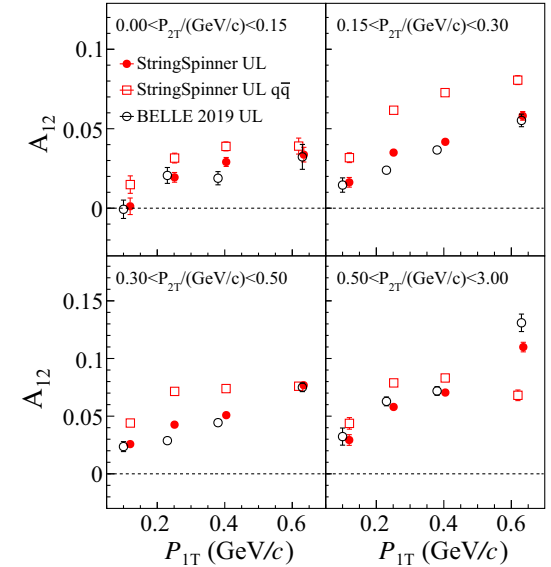 0.00<P2T/(GeV/c)<0.15
0.15<P2T/(GeV/c)<0.30
StringSpinner UL
StringSpinner UL qq̅
BELLE 2019 UL
A12
0.1
0.05
0
0.30<P2T/(GeV/c)<0.50
0.50<P2T/(GeV/c)<3.00
A12
0.15
0.1
0.05
0
0.2 0.4 0.6 0.2 0.4 0.6
P1T (GeV/c) P1T (GeV/c)